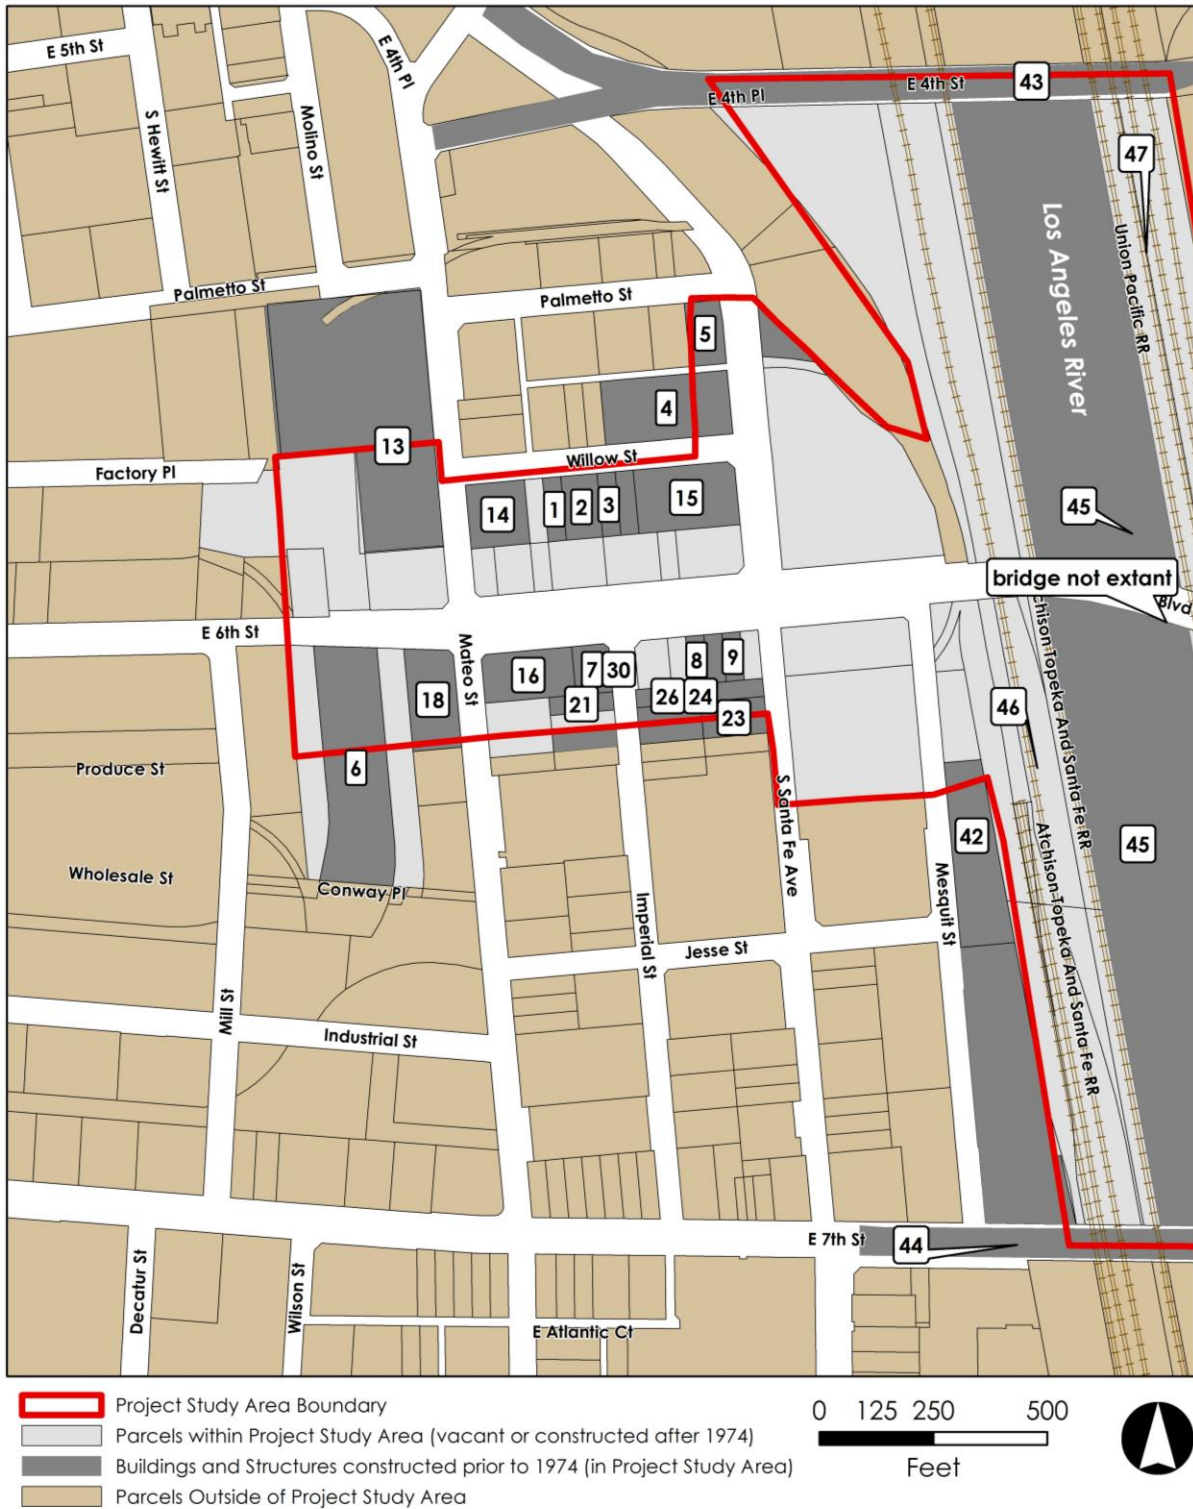 E 5th St
E 4th Pl
S Hewitt St
Molino St
E 4th Pl
E 4th St
43
47
Los Angeles River
Union Pacific RR
Palmetto St
Palmetto St
5
4
13
Willow St
Factory Pl
14
1
2
3
15
45
bridge not extant
Blvd
E 6th St
Mateo St
16
7
30
8
9
18
21
26
24
23
46
Atchison-Topeka And Santa Fe RR
6
Produce St
S Santa Fe Ave
42
45
Wholesale St
Conway Pl
Mesquit St
Atchison-Topeka And Santa Fe RR
Imperial St
Jesse St
Mill St
Industrial St
E 7th St
44
Decatur St
Wilson St
E Atlantic Ct
Project Study Area Boundary
Parcels within Project Study Area (vacant or constructed after 1974)
Buildings and Structures constructed prior to 1974 (in Project Study Area)
Parcels Outside of Project Study Area
0 125 250 500
Feet